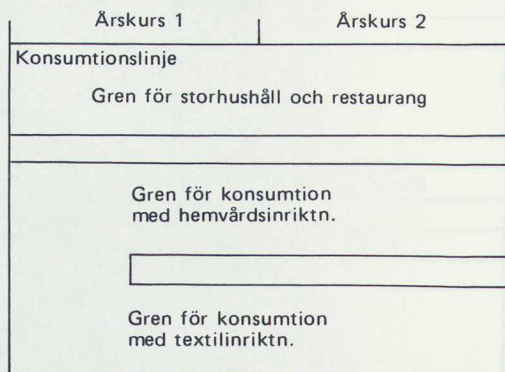 Årskurs 1 Årskurs 2
Konsumtionslinje
Gren för storhushåll och restaurang
Gren för konsumtion
med hemvårdsinriktn.
Gren för konsumtion
med textilinriktn.